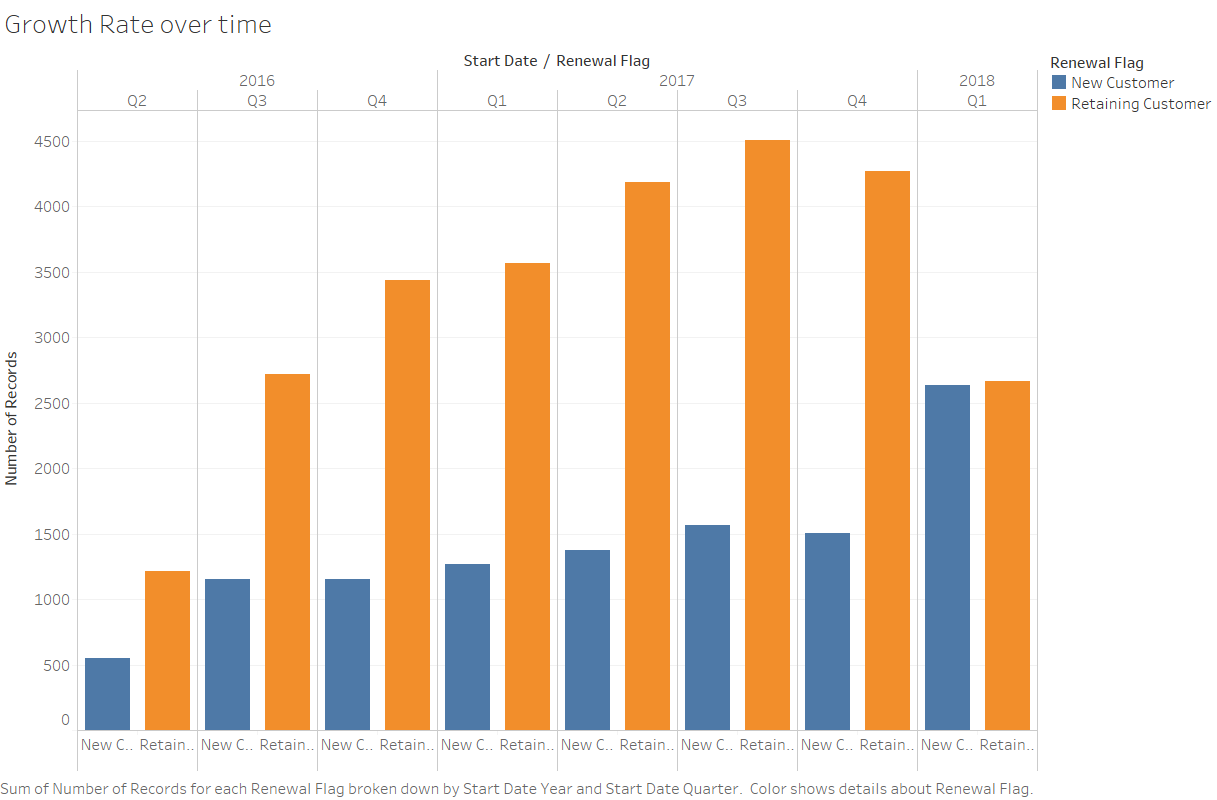 Growth Rate over time
Start Date / Renewal Flag
2016 2017 2018
Q2 Q3 Q4 Q1 Q2 Q3 Q4 Q1
Renewal Flag
New Customer
Retaining Customer
Number of Records
4500
4000
3500
3000
2500
2000
1500
1000
500
0
New C.. Retain.. New C.. Retain.. New C.. Retain.. New C.. Retain.. New C.. Retain.. New C.. Retain.. New C.. Retain.. New C.. Retain..
Sum of Number of Records for each Renewal Flag broken down by Start Date Year and Start Date Quarter.  Color shows details about Renewal Flag.